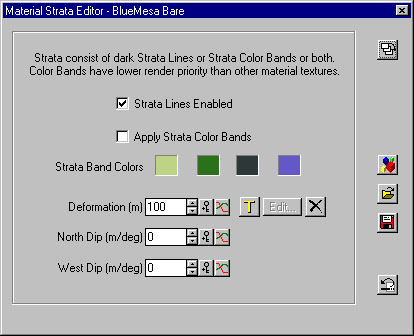 Material Strata Editor - BlueMesa Bare
Strata consist of dark Strata Lines or Strata Color Bands or both.
Color Bands have lower render priority than other material textures.
Strata Lines Enabled
Apply Strata Color Bands
Strata Band Colors
Deformation (m) 100 T Edit...
North Dip (m/deg) 0
West Dip (m/deg) 0